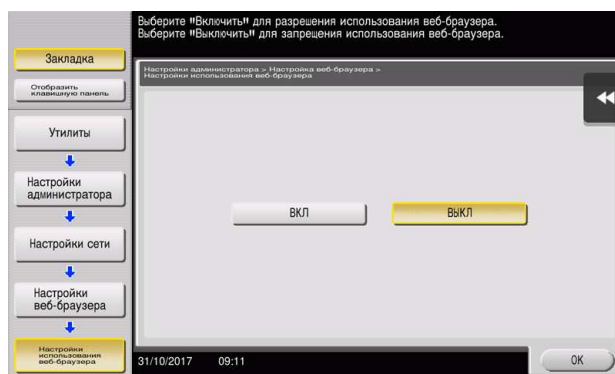 Выберите "Включить" для разрешения использования веб-браузера.
Выберите "Выключить" для запрещения использования веб-браузера.
Закладка
Отобразить
клавишную панель
Утилиты
Настройки
администратора
Настройки сети
Настройки
веб-браузера
Настройки
использования
веб-браузера
Настройки администратора > Настройка веб-браузера >
Настройки использования веб-браузера
ВКЛ
ВЫКЛ
31/10/2017 09:11
OK